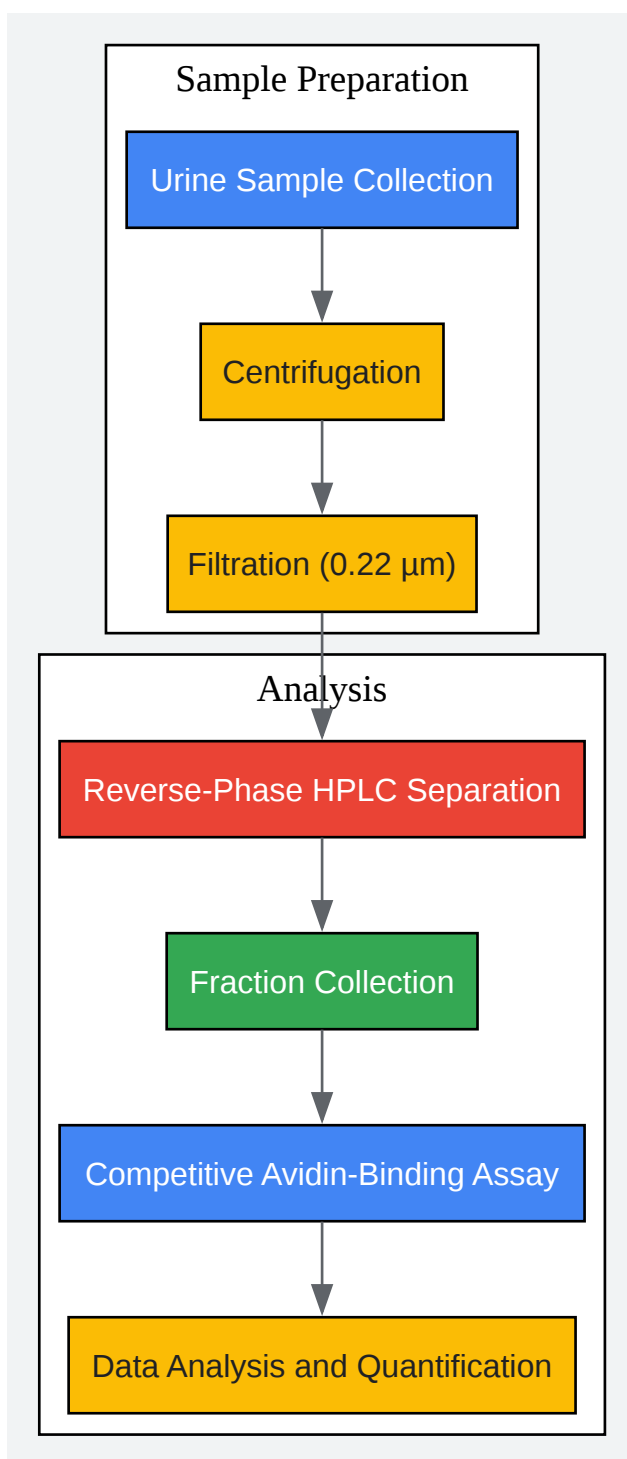 Sample Preparation
Urine Sample Collection
Centrifugation
Filtration (0.22 µm)
Analysis
Reverse-Phase HPLC Separation
Fraction Collection
Competitive Avidin-Binding Assay
Data Analysis and Quantification